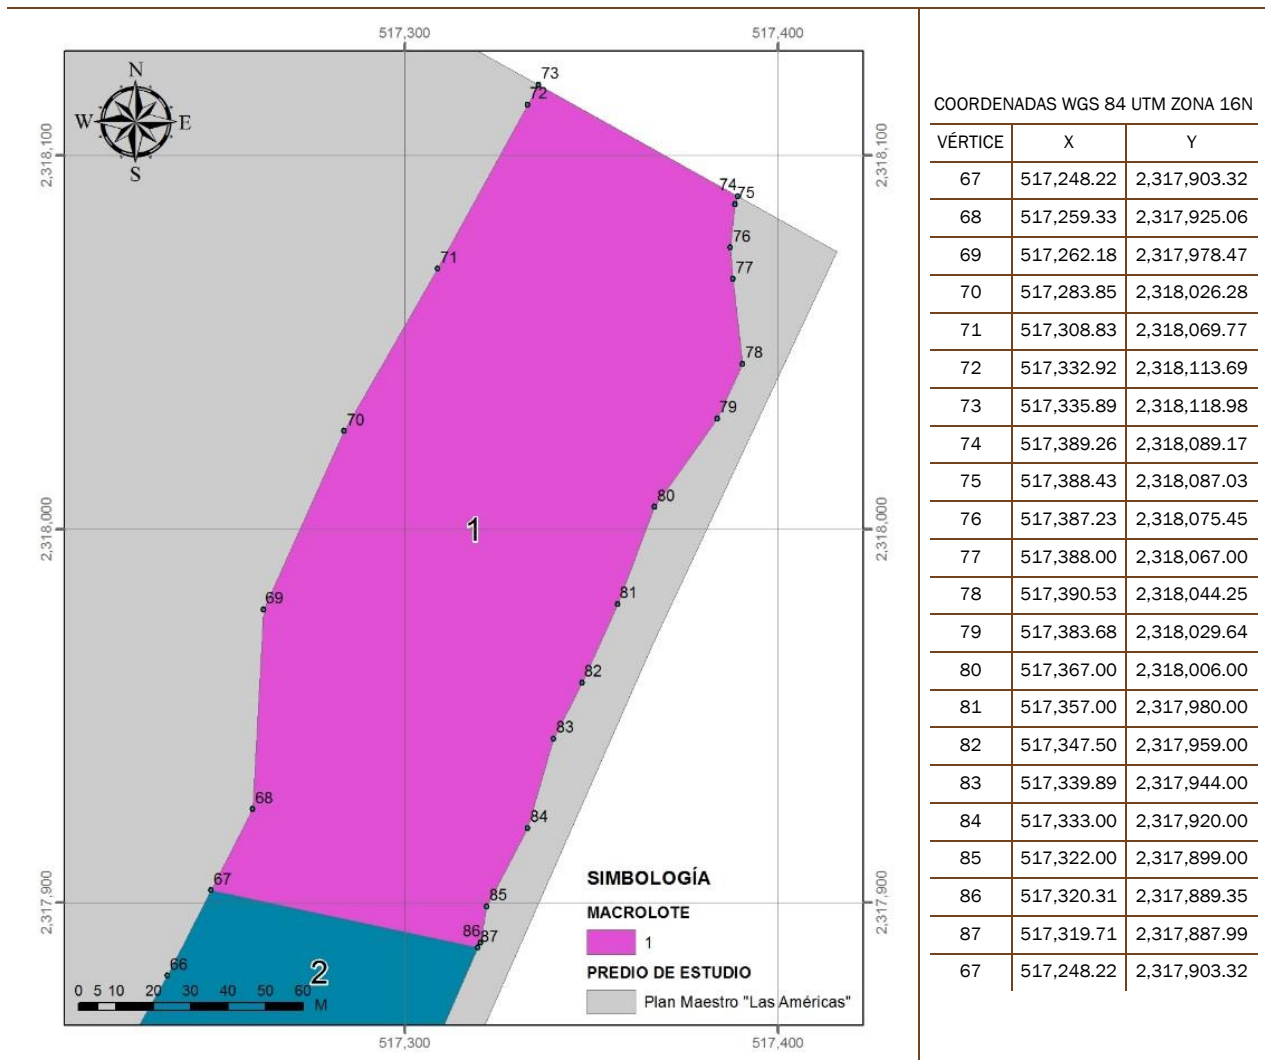 517,300
517,400
N
W
E
S
2,318,100
2,318,100
73
72
74
75
76
77
71
78
79
70
80
2,318,000
2,318,000
1
81
69
82
83
68
84
SIMBOLOGÍA
67
85
2,317,900
2,317,900
MACROLOTE
86
87
1
66
2
PREDIO DE ESTUDIO
0 5 10 20 30 40 50 60
M
Plan Maestro "Las Américas"
517,300
517,400
COORDENADAS WGS 84 UTM ZONA 16N
VÉRTICE X Y
67 517,248.22 2,317,903.32
68 517,259.33 2,317,925.06
69 517,262.18 2,317,978.47
70 517,283.85 2,318,026.28
71 517,308.83 2,318,069.77
72 517,332.92 2,318,113.69
73 517,335.89 2,318,118.98
74 517,389.26 2,318,089.17
75 517,388.43 2,318,087.03
76 517,387.23 2,318,075.45
77 517,388.00 2,318,067.00
78 517,390.53 2,318,044.25
79 517,383.68 2,318,029.64
80 517,367.00 2,318,006.00
81 517,357.00 2,317,980.00
82 517,347.50 2,317,959.00
83 517,339.89 2,317,944.00
84 517,333.00 2,317,920.00
85 517,322.00 2,317,899.00
86 517,320.31 2,317,889.35
87 517,319.71 2,317,887.99
67 517,248.22 2,317,903.32